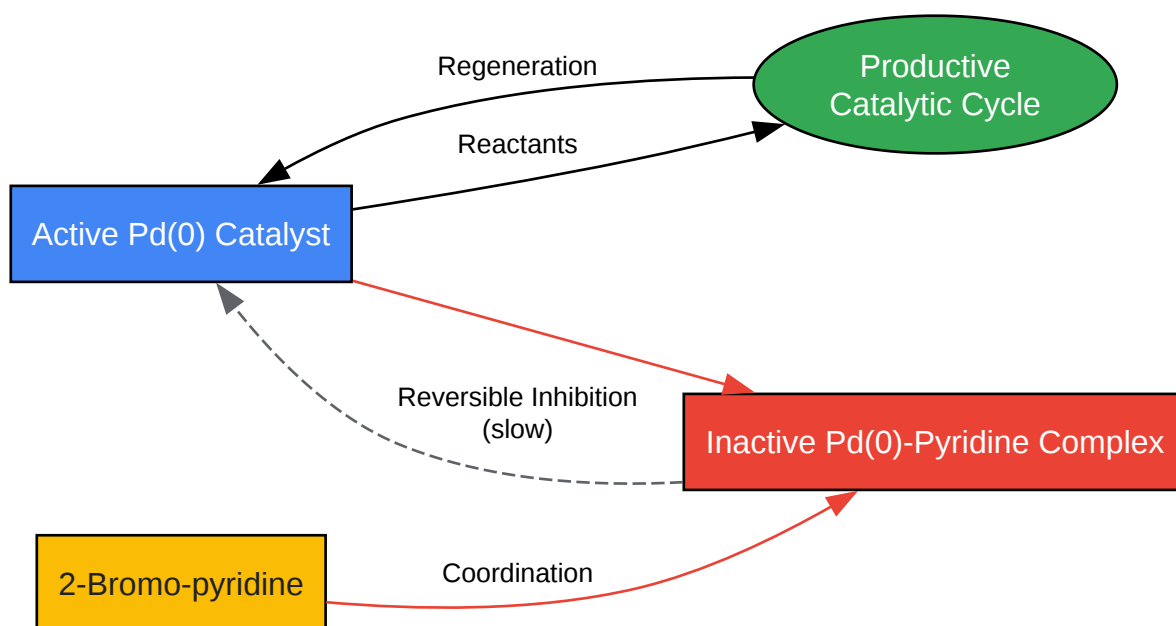 Regeneration
Productive
Catalytic Cycle
Reactants
Active Pd(0) Catalyst
Reversible Inhibition
(slow)
Inactive Pd(0)-Pyridine Complex
Coordination
2-Bromo-pyridine